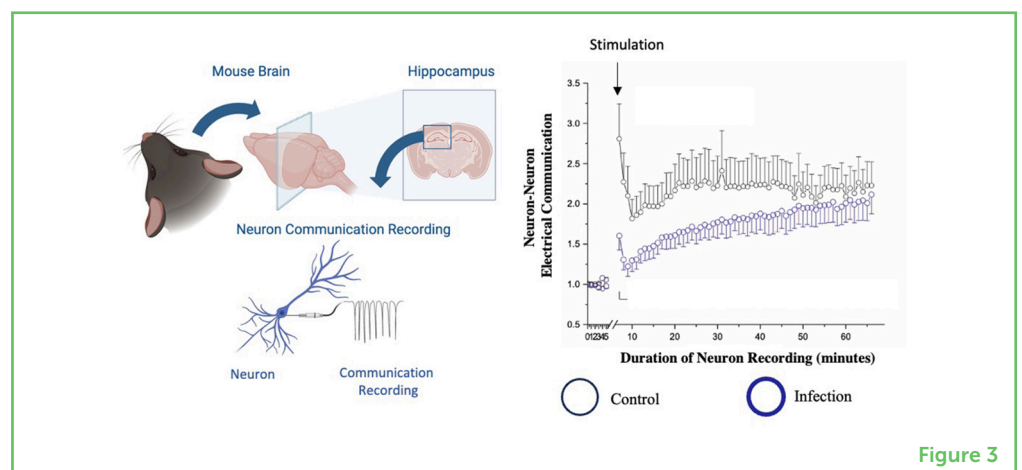 Mouse Brain
Hippocampus
Neuron Communication Recording
Neuron
Communication
Recording
Stimulation
Neuron-Neuron
Electrical Communication
3.5
3.0
2.5
2.0
1.5
1.0
0.5
012345 10 20 30 40 50 60
Duration of Neuron Recording (minutes)
Control
Infection
Figure 3